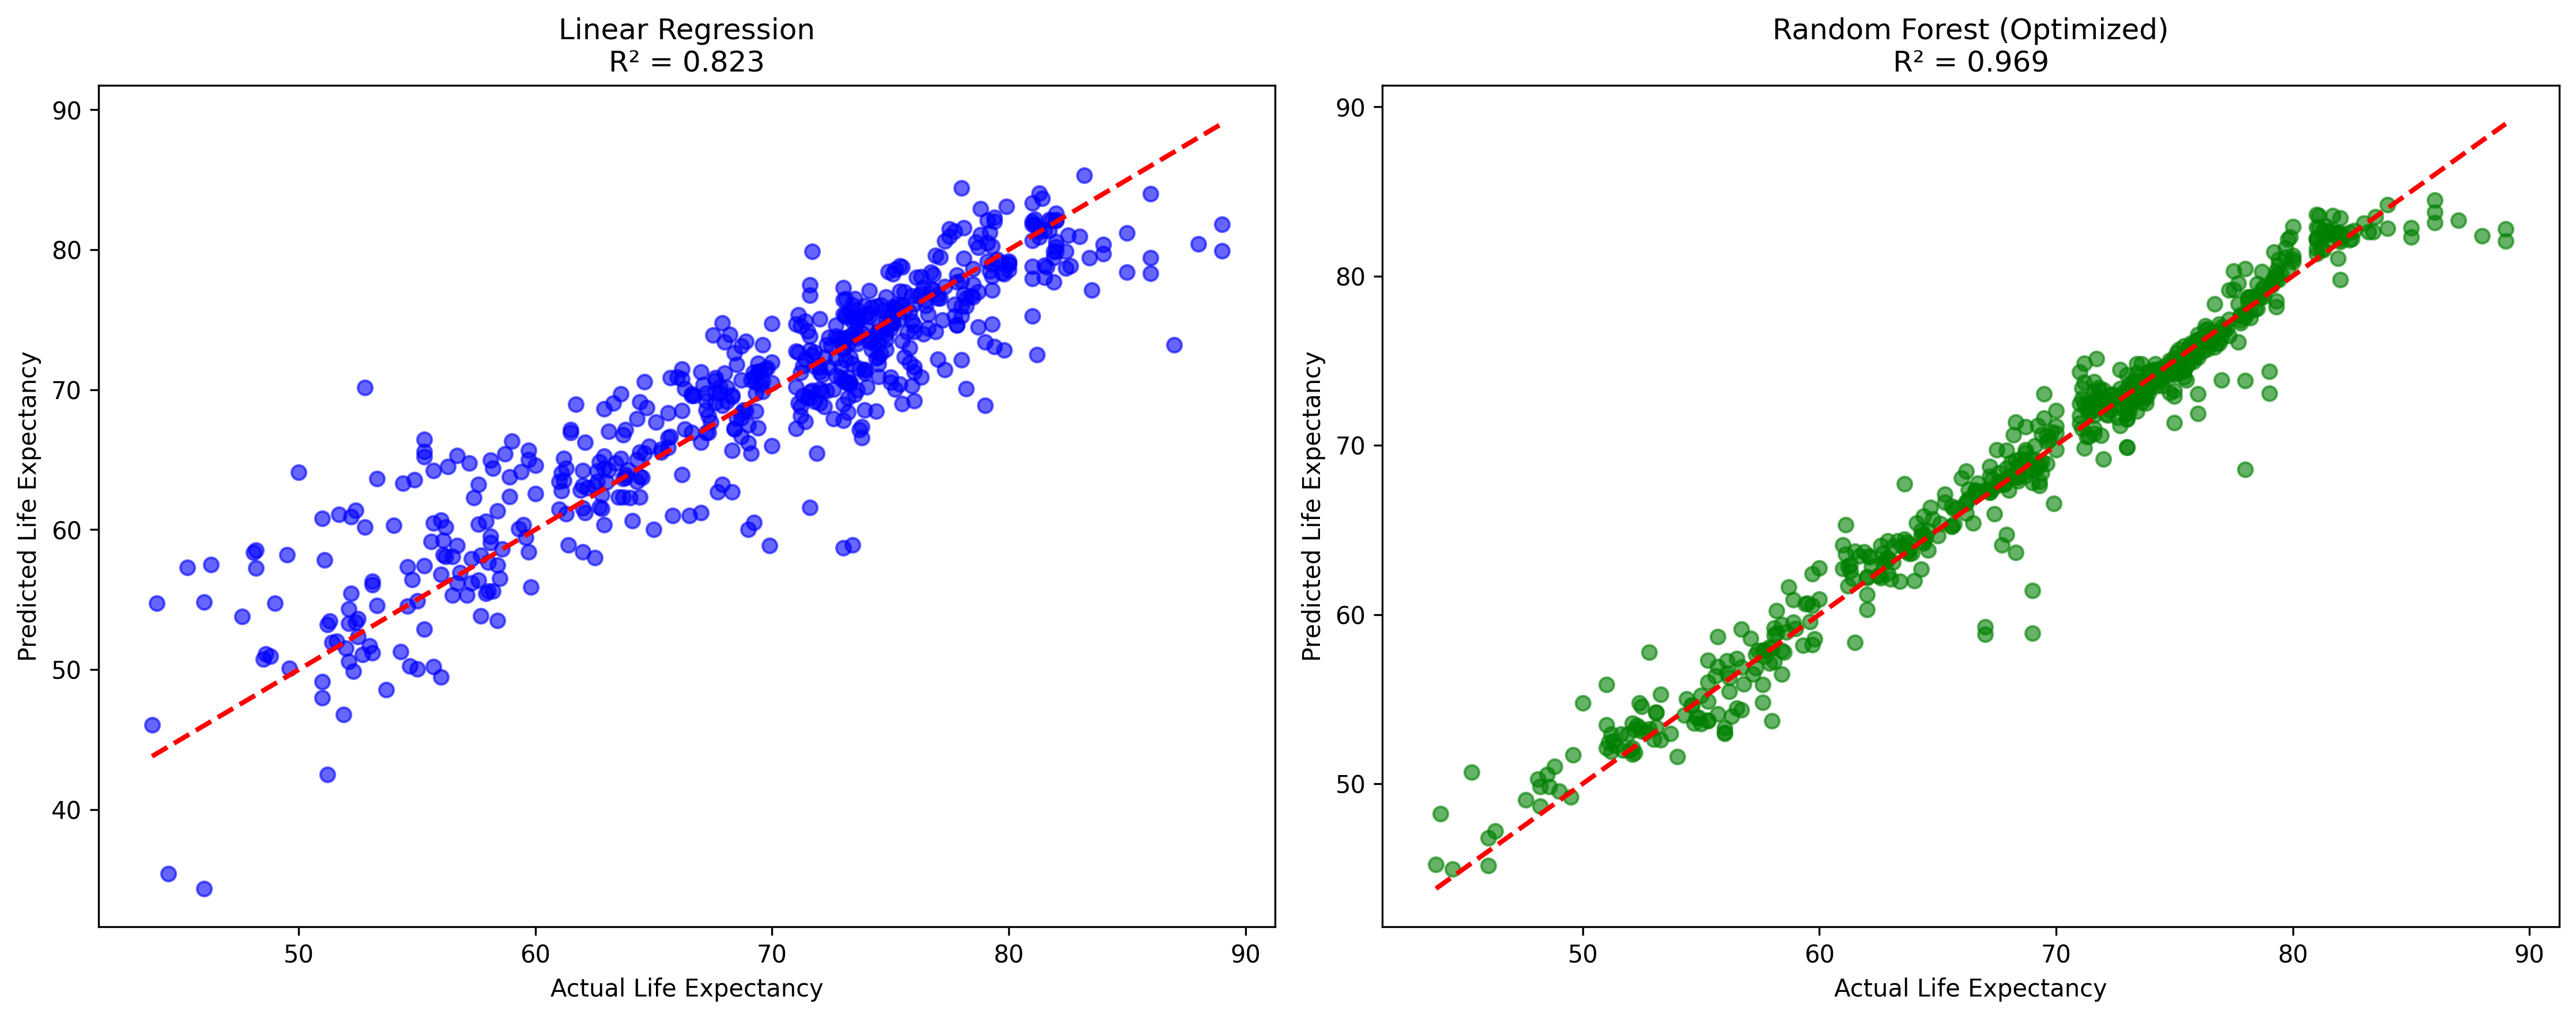 Linear Regression
R² = 0.823
90
80
70
60
50
40
Predicted Life Expectancy
50 60 70 80 90
Actual Life Expectancy
Random Forest (Optimized)
R² = 0.969
90
80
70
60
50
Predicted Life Expectancy
50 60 70 80 90
Actual Life Expectancy